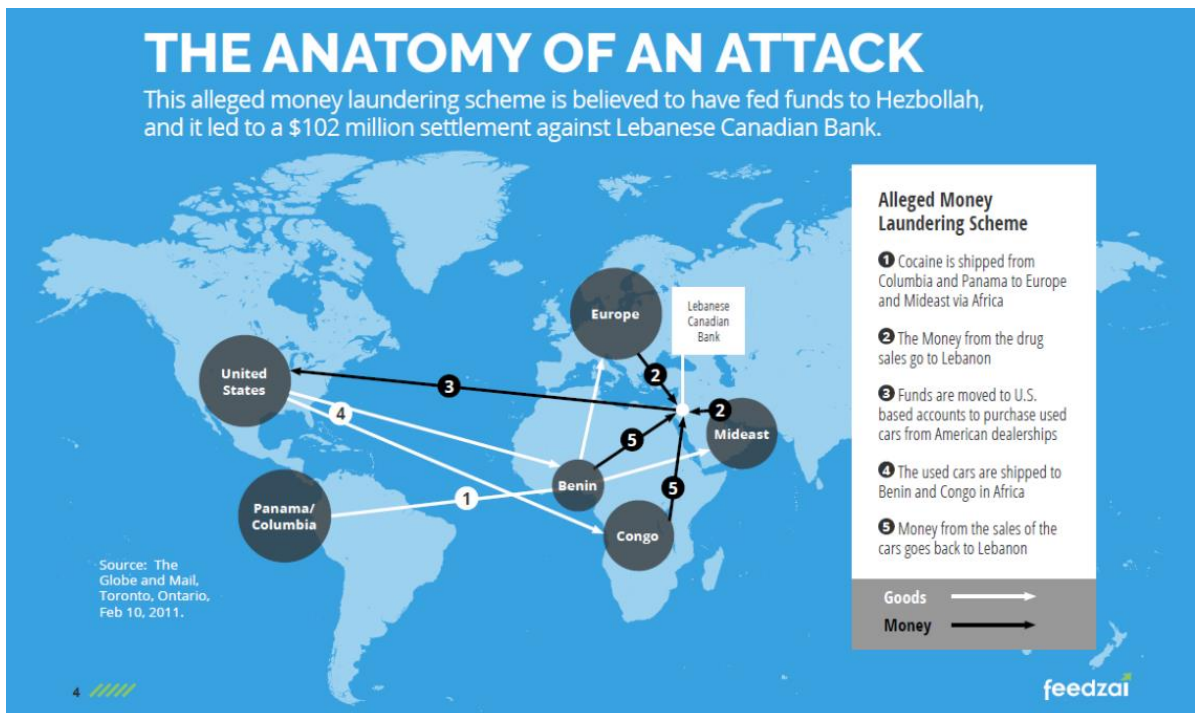 THE ANATOMY OF AN ATTACK
This alleged money laundering scheme is believed to have fed funds to Hezbollah,
and it led to a $102 million settlement against Lebanese Canadian Bank.
Alleged Money
Laundering Scheme
1 Cocaine is shipped from
Columbia and Panama to Europe
and Mideast via Africa
2 The Money from the drug
sales go to Lebanon
3 Funds are moved to U.S.
based accounts to purchase used
cars from American dealerships
4 The used cars are shipped to
Benin and Congo in Africa
5 Money from the sales of the
cars goes back to Lebanon
Goods
Money
Europe
Lebanese
Canadian
Bank
United
States
3
2
2
4
Mideast
5
Benin
5
1
Panama/
Columbia
Congo
Source: The
Globe and Mail,
Toronto, Ontario,
Feb 10, 2011.
4
feedzai